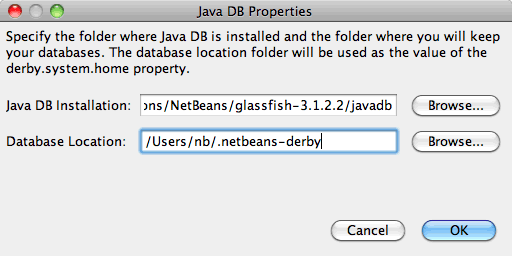 Java DB Properties
Specify the folder where Java DB is installed and the folder where you will keep
your databases. The database location folder will be used as the value of the
derby.system.home property.
Java DB Installation: ons/NetBeans/glassfish-3.1.2.2/javadb Browse...
Database Location: /Users/nb/.netbeans-derby Browse...
Cancel OK